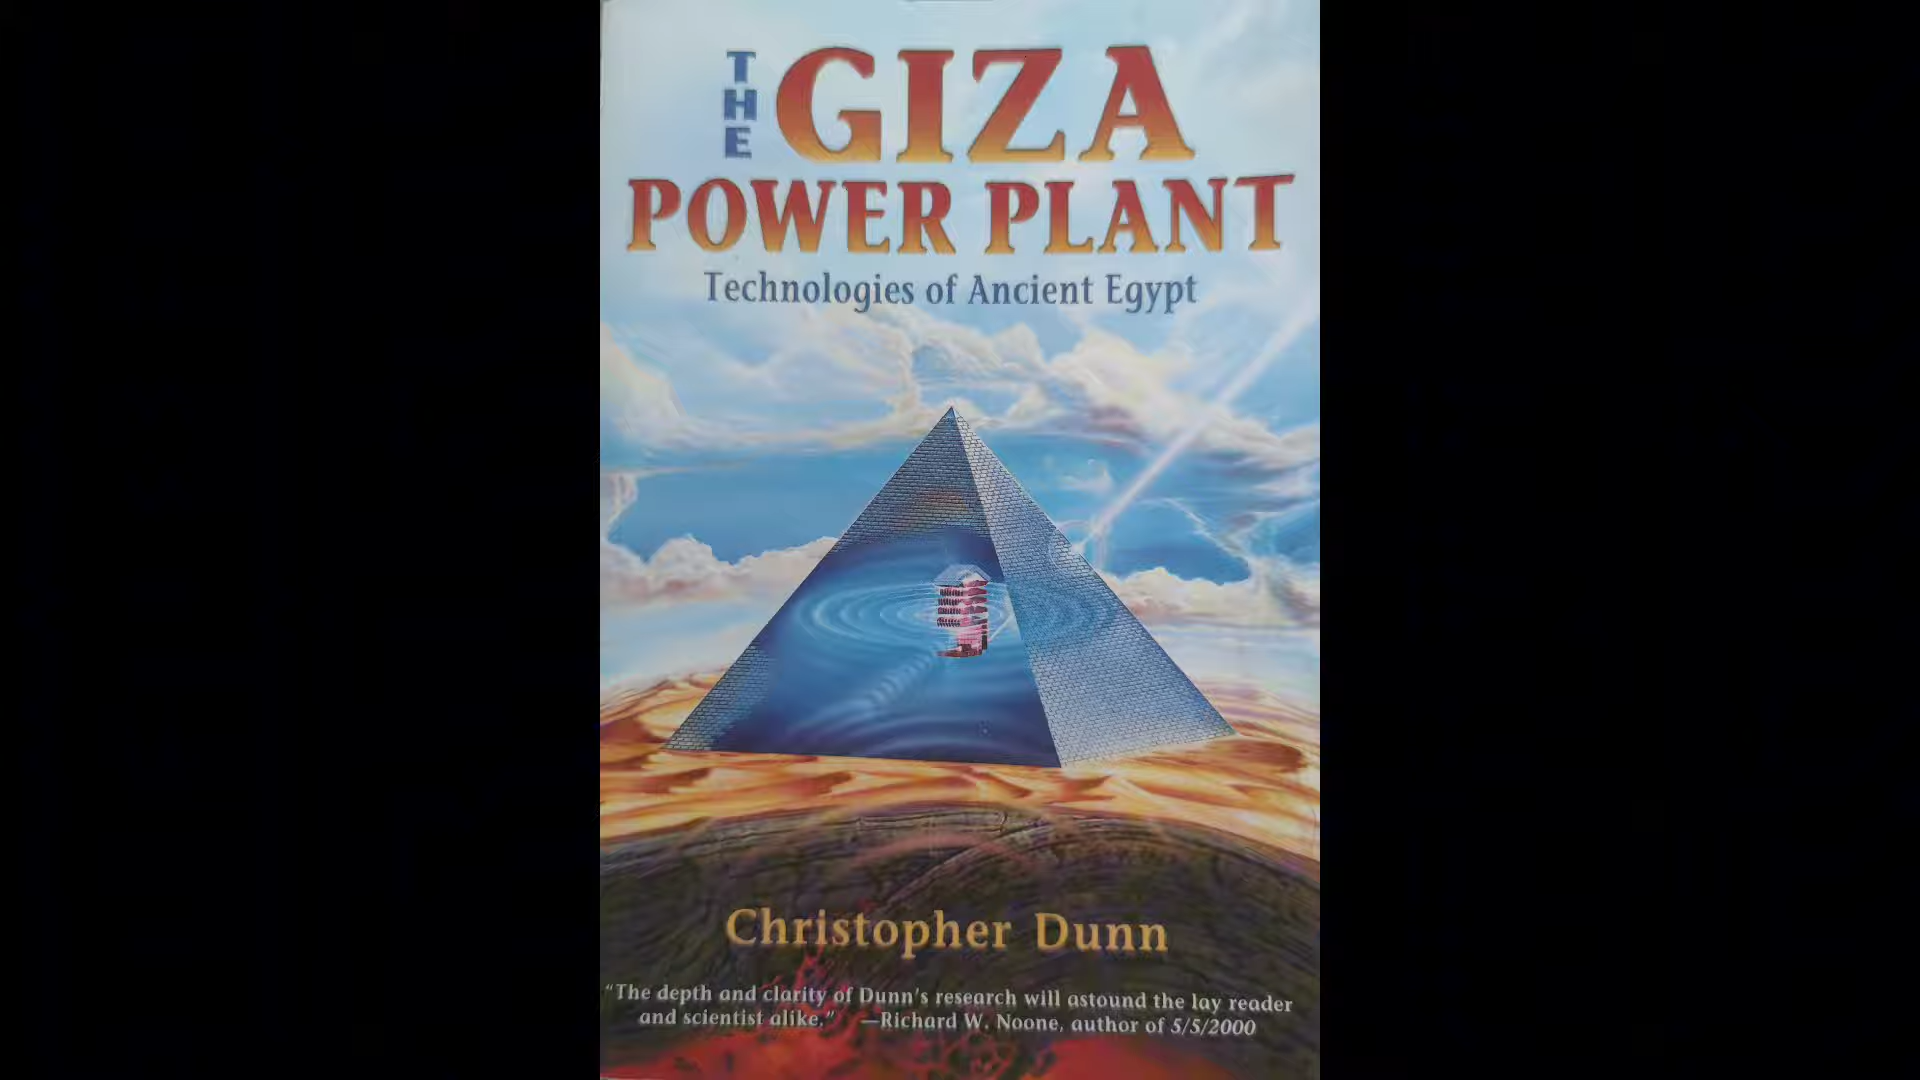 THE GIZA
POWER PLANT
Technologies of Ancient Egypt
Christopher Dunn
"The depth and clarity of Dunn's research will astound the lay reader
and scientist alike." —Richard W. Noone, author of 5/5/2000